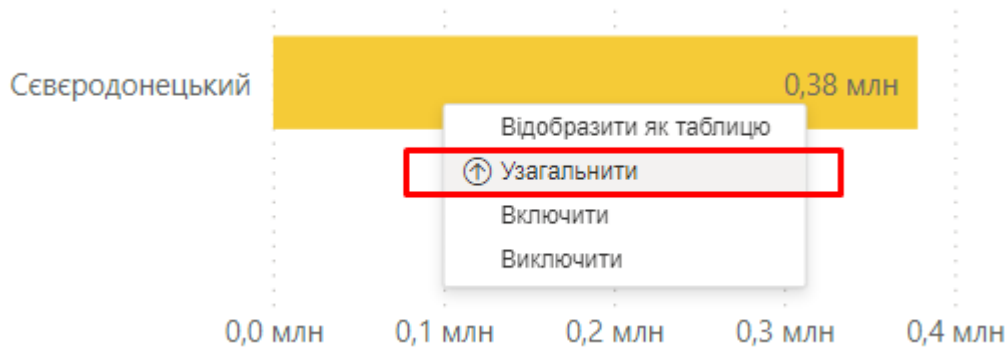 Сєвєродонецький
0,38 млн
Відобразити як таблицю
Узагальнити
Включити
Виключити
0,0 млн 0,1 млн 0,2 млн 0,3 млн 0,4 млн